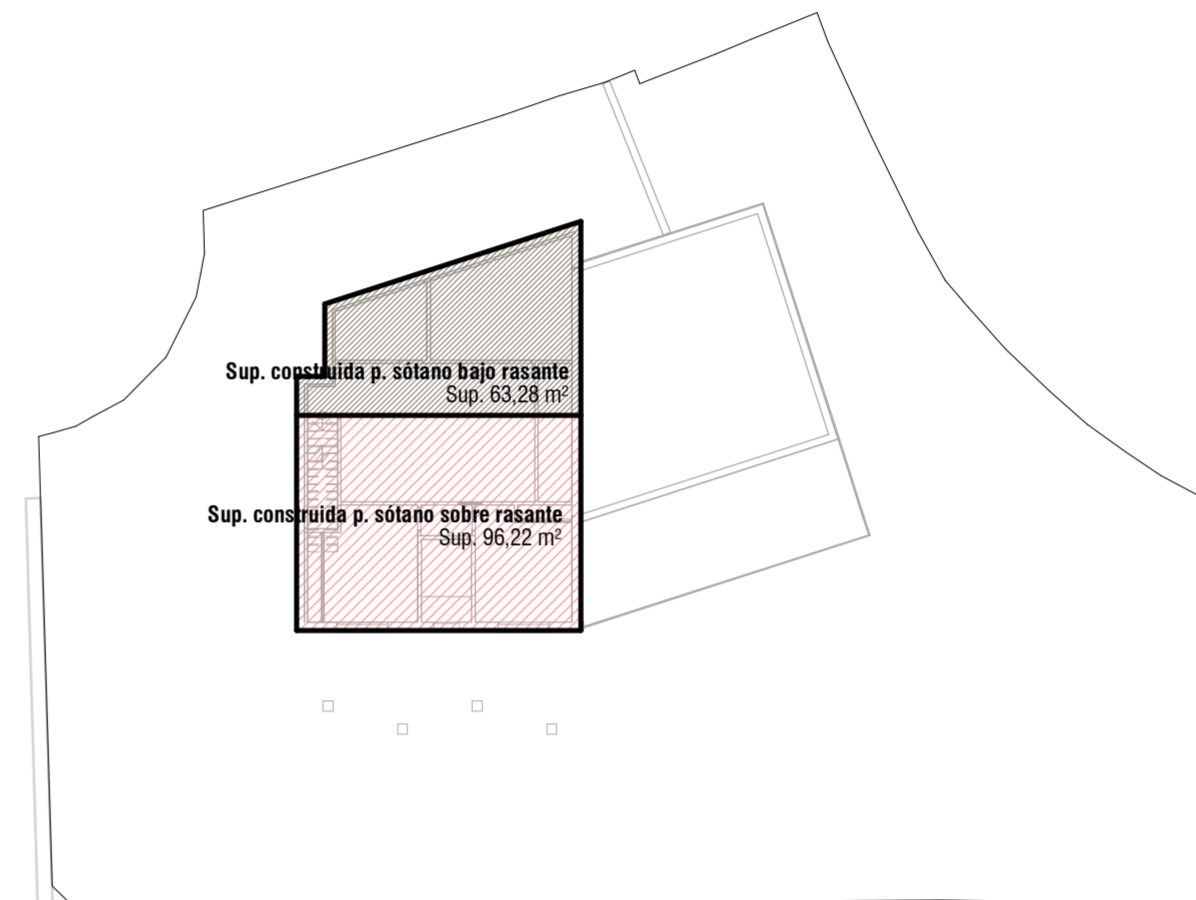 Sup. construida p. sótano bajo rasante
Sup. 63,28 m²
Sup. construida p. sótano sobre rasante
Sup. 96,22 m²